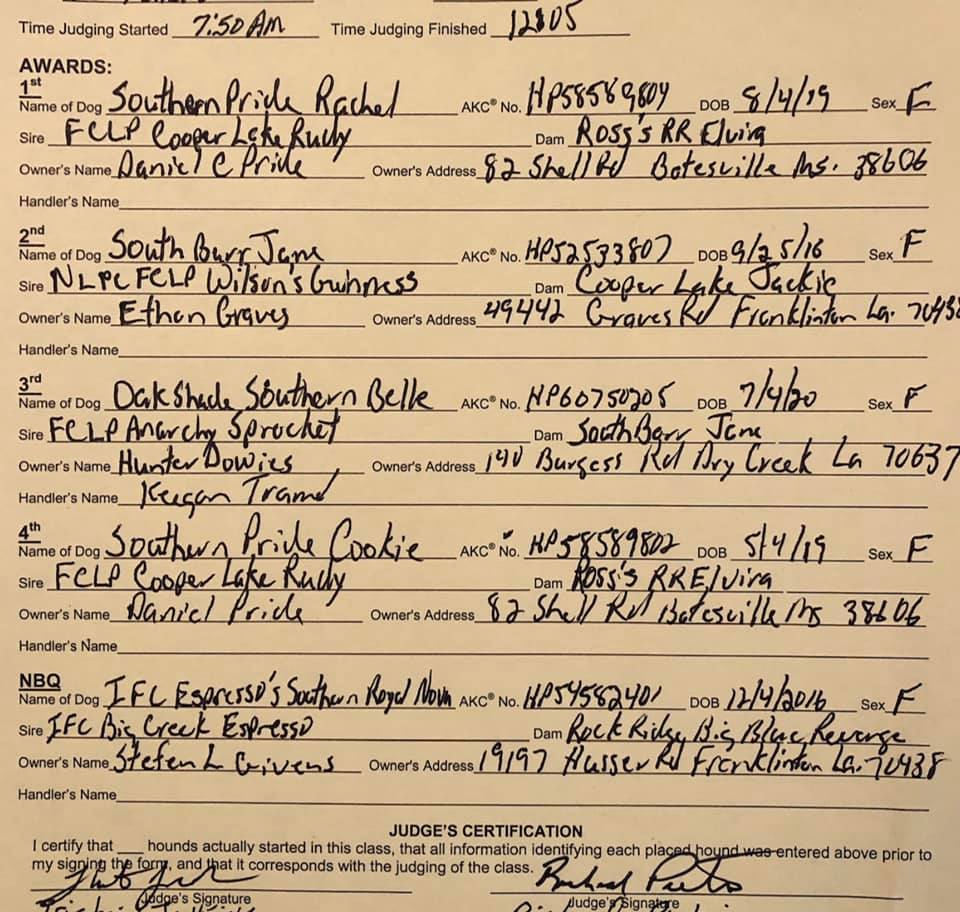 Time Judging Started 7:50 AM Time Judging Finished 12:05
AWARDS:
1st
Name of Dog Southern Pride Rachel AKC® No. HP58589804 DOB 8/4/19 Sex F
Sire FCLP Cooper Lake Rudy Dam Ross's RR Elvira
Owner's Name Daniel C Pride Owner's Address 82 Shell Rd Batesville Ms. 38606
Handler's Name
2nd
Name of Dog South Barr Jane AKC® No. HP52533807 DOB 9/25/16 Sex F
Sire NLPC FCLP Wilson's Guinness Dam Cooper Lake Jackie
Owner's Name Ethan Graves Owner's Address 49442 Graves Rd Franklinton La. 70438
Handler's Name
3rd
Name of Dog Oak Shade Southern Belle AKC® No. HP60750205 DOB 7/4/20 Sex F
Sire FCLP Anarchy Sprocket Dam South Barr Jane
Owner's Name Hunter Dowies Owner's Address 140 Burgess Rd Dry Creek La 70637
Handler's Name Keegan
4th
Name of Dog Southern Pride Cookie AKC® No. HP58589802 DOB 5/4/19 Sex F
Sire FCLP Cooper Lake Rudy Dam Ross's RR Elvira
Owner's Name Daniel Pride Owner's Address 82 Shell Rd Batesville Ms 38606
Handler's Name
NBQ
Name of Dog IFC Espresso's Southern Royal Nova AKC® No. HP54582401 DOB 12/4/2016 Sex F
Sire IFC Big Creek Espresso Dam Rock Ridge Big Blue Revenge
Owner's Name Stefen L Givens Owner's Address 19197 Husser Rd Franklinton La. 70438
Handler's Name
JUDGE'S CERTIFICATION
I certify that ___ hounds actually started in this class, that all information identifying each placed hound was entered above prior to
my signing the form, and that it corresponds with the judging of the class.
Judge's Signature Judge's Signature